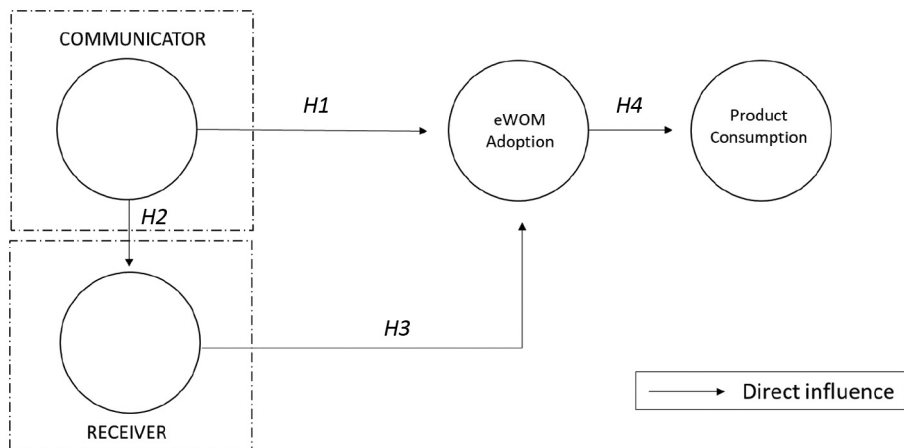 COMMUNICATOR
H1
eWOM
Adoption
H4
Product
Consumption
H2
H3
RECEIVER
Direct influence